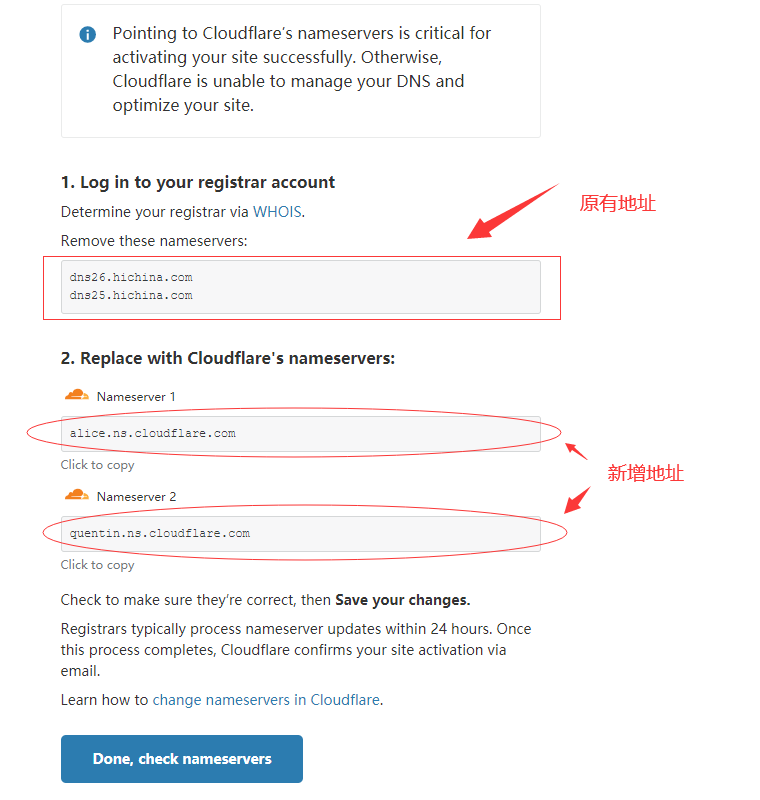 Pointing to Cloudflare’s nameservers is critical for
activating your site successfully. Otherwise,
Cloudflare is unable to manage your DNS and
optimize your site.
1. Log in to your registrar account
原有地址
Determine your registrar via WHOIS.
Remove these nameservers:
dns26.hichina.com
dns25.hichina.com
2. Replace with Cloudflare's nameservers:
Nameserver 1
alice.ns.cloudflare.com
Click to copy
新增地址
Nameserver 2
quentin.ns.cloudflare.com
Click to copy
Check to make sure they’re correct, then Save your changes.
Registrars typically process nameserver updates within 24 hours. Once
this process completes, Cloudflare confirms your site activation via
email.
Learn how to change nameservers in Cloudflare.
Done, check nameservers